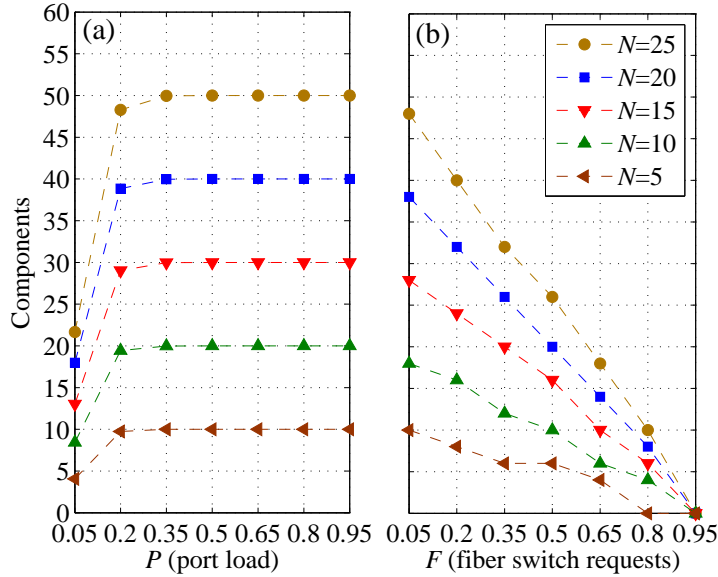 (a)
60
55
50
45
40
35
30
25
20
15
10
5
0
Components
0.05 0.2 0.35 0.5 0.65 0.8 0.95
P (port load)
(b)
N=25
N=20
N=15
N=10
N=5
0.05 0.2 0.35 0.5 0.65 0.8 0.95
F (fiber switch requests)